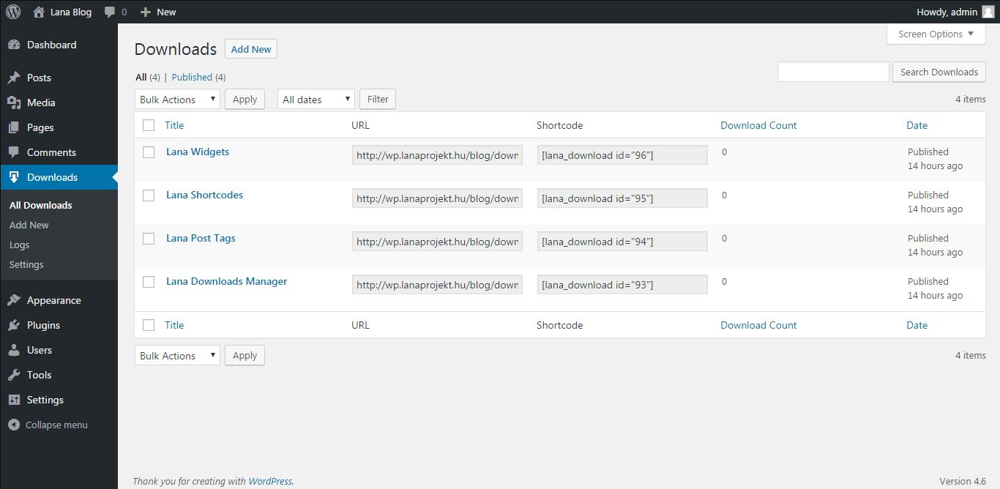 Lana Blog 0 New Howdy, admin
Screen Options
Dashboard
Posts
Media
Pages
Comments
Downloads
All Downloads
Add New
Logs
Settings
Appearance
Plugins
Users
Tools
Settings
Collapse menu
Downloads Add New
All (4) | Published (4)
Search Downloads
Bulk Actions Apply All dates Filter 4 items
Title URL Shortcode Download Count Date
Lana Widgets http://wp.lanaprojekt.hu/blog/down [lana_download id="96"] 0 Published
14 hours ago
Lana Shortcodes http://wp.lanaprojekt.hu/blog/down [lana_download id="95"] 0 Published
14 hours ago
Lana Post Tags http://wp.lanaprojekt.hu/blog/down [lana_download id="94"] 0 Published
14 hours ago
Lana Downloads Manager http://wp.lanaprojekt.hu/blog/down [lana_download id="93"] 0 Published
14 hours ago
Title URL Shortcode Download Count Date
Bulk Actions Apply 4 items
Thank you for creating with WordPress. Version 4.6